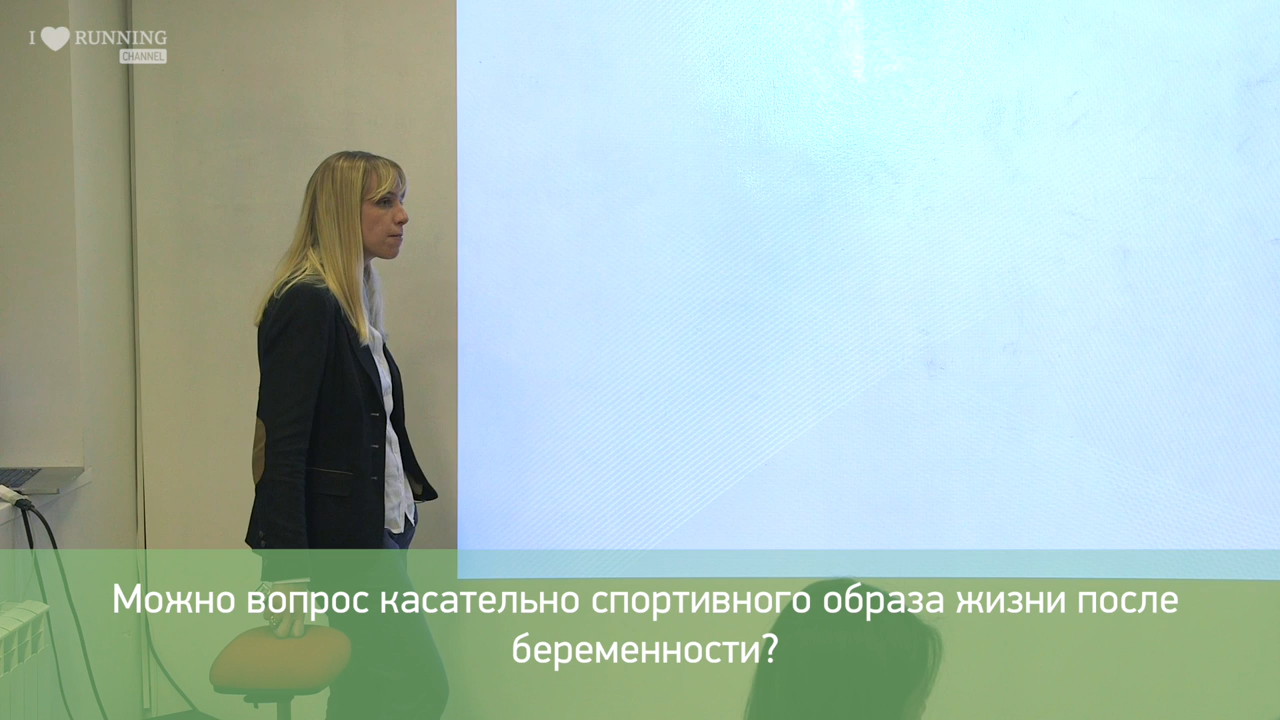 I RUNNING
CHANNEL
Можно вопрос касательно спортивного образа жизни после
беременности?